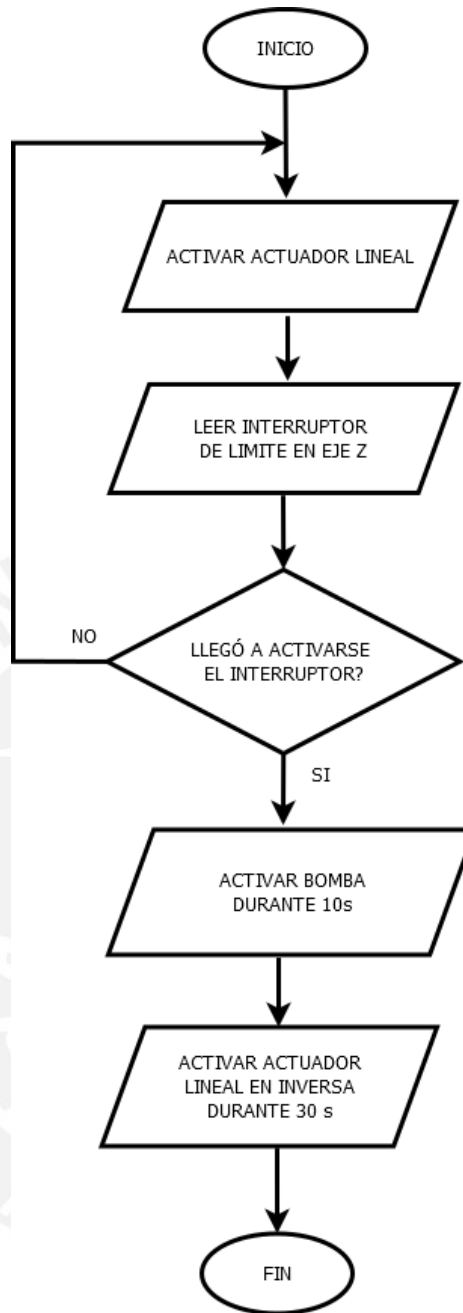 INICIO
ACTIVAR ACTUADOR LINEAL
LEER INTERRUPTOR
DE LIMITE EN EJE Z
LLEGÓ A ACTIVARSE
EL INTERRUPTOR?
NO
SI
ACTIVAR BOMBA
DURANTE 10s
ACTIVAR ACTUADOR
LINEAL EN INVERSA
DURANTE 30 s
FIN